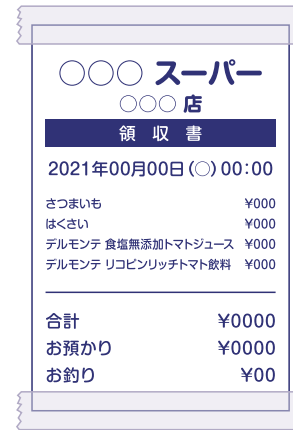 ○○○ スーパー
○○○ 店
領 収 書
2021年00月00日(○)00:00
さつまいも ¥000
はくさい ¥000
デルモンテ 食塩無添加トマトジュース ¥000
デルモンテ リコピンリッチトマト飲料 ¥000
合計 ¥0000
お預かり ¥0000
お釣り ¥00